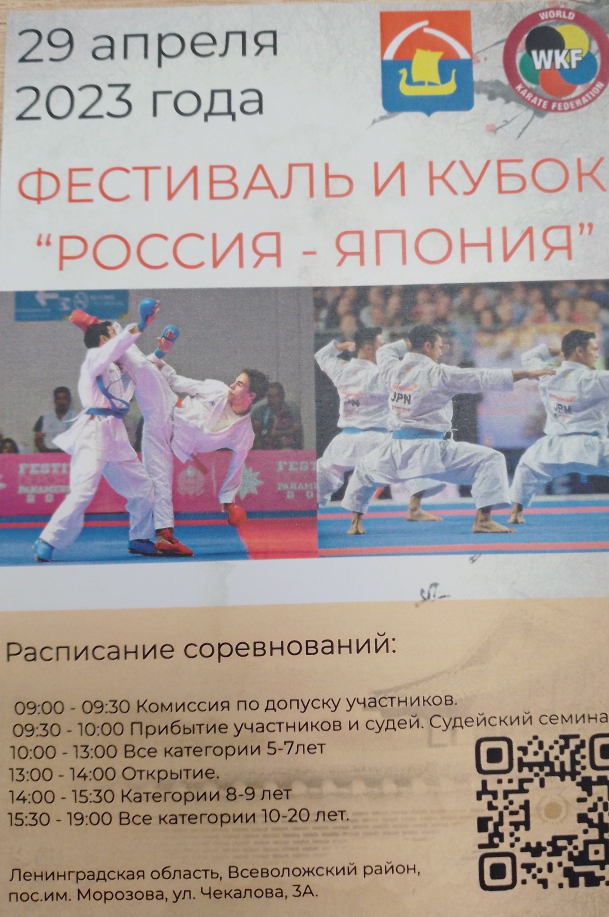 29 апреля
2023 года
WORLD
WKF
KARATE FEDERATION
ФЕСТИВАЛЬ И КУБОК
“РОССИЯ - ЯПОНИЯ”
JPN
FESTI
FEST
Расписание соревнований:
09:00 - 09:30 Комиссия по допуску участников.
09:30 - 10:00 Прибытие участников и судей. Судейский семина
10:00 - 13:00 Все категории 5-7лет
13:00 - 14:00 Открытие.
14:00 - 15:30 Категории 8-9 лет
15:30 - 19:00 Все категории 10-20 лет.
Ленинградская область, Всеволожский район,
пос.им. Морозова, ул. Чекалова, 3А.